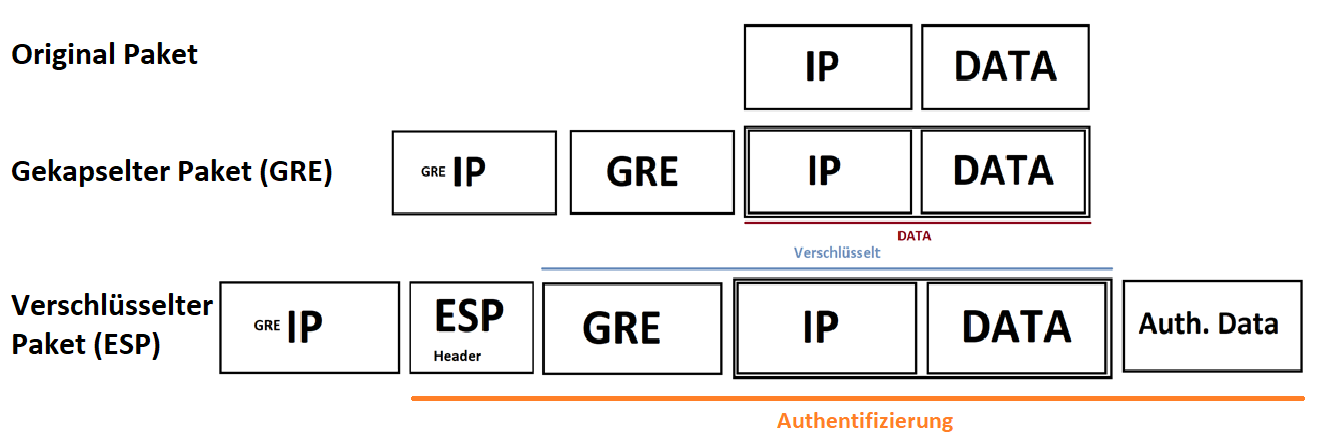 Original Paket
IP
DATA
Gekapselter Paket (GRE)
GRE IP
GRE
IP
DATA
DATA
Verschlüsselt
Verschlüsselter
Paket (ESP)
GRE IP
ESP
Header
GRE
IP
DATA
Auth. Data
Authentifizierung